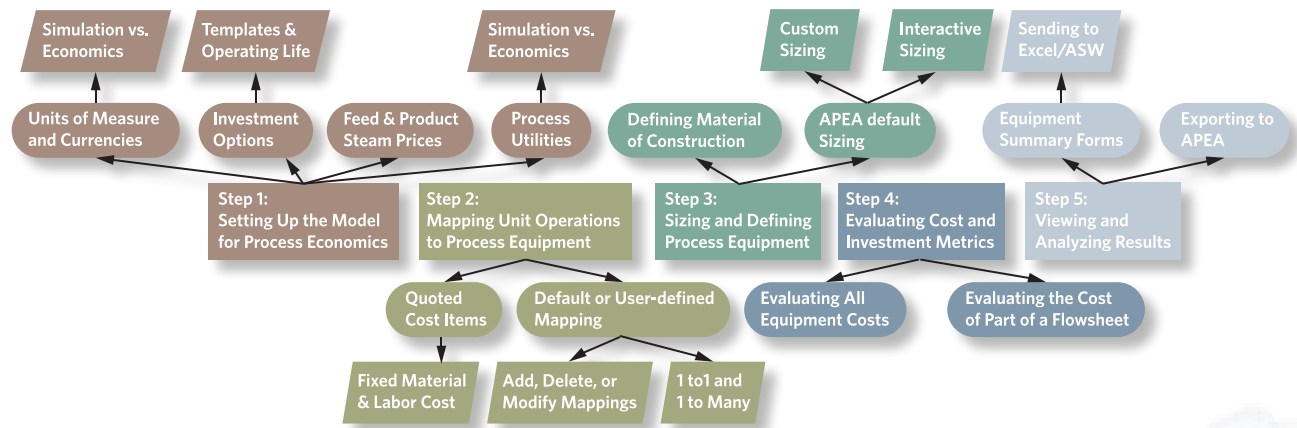 Simulation vs.
Economics
Templates &
Operating Life
Simulation vs.
Economics
Custom
Sizing
Interactive
Sizing
Sending to
Excel/ASW
Units of Measure
and Currencies
Investment
Options
Feed & Product
Steam Prices
Process
Utilities
Defining Material
of Construction
APEA default
Sizing
Equipment
Summary Forms
Exporting to
APEA
Step 1:
Setting Up the Model
for Process Economics
Step 2:
Mapping Unit Operations
to Process Equipment
Step 3:
Sizing and Defining
Process Equipment
Step 4:
Evaluating Cost and
Investment Metrics
Step 5:
Viewing and
Analyzing Results
Quoted
Cost Items
Default or User-defined
Mapping
Evaluating All
Equipment Costs
Evaluating the Cost
of Part of a Flowsheet
Fixed Material
& Labor Cost
Add, Delete, or
Modify Mappings
1 to1 and
1 to Many